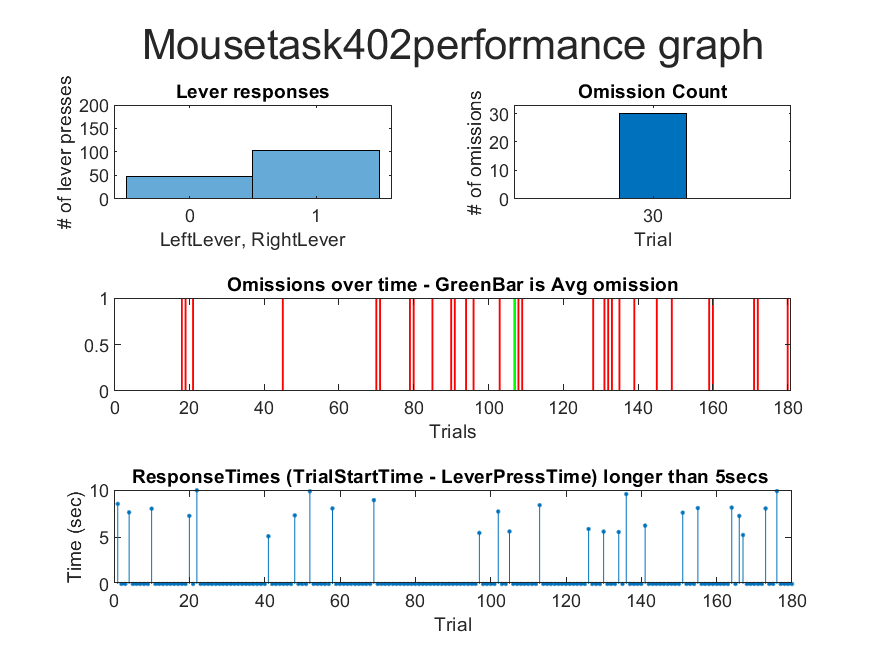 Mousetask402performance graph
Lever responses
# of lever presses
200
150
100
50
0
0 1
LeftLever, RightLever
Omission Count
# of omissions
30
20
10
0
30
Trial
Omissions over time - GreenBar is Avg omission
1
0.5
0
0 20 40 60 80 100 120 140 160 180
Trials
ResponseTimes (TrialStartTime - LeverPressTime) longer than 5secs
Time (sec)
10
5
0
0 20 40 60 80 100 120 140 160 180
Trial